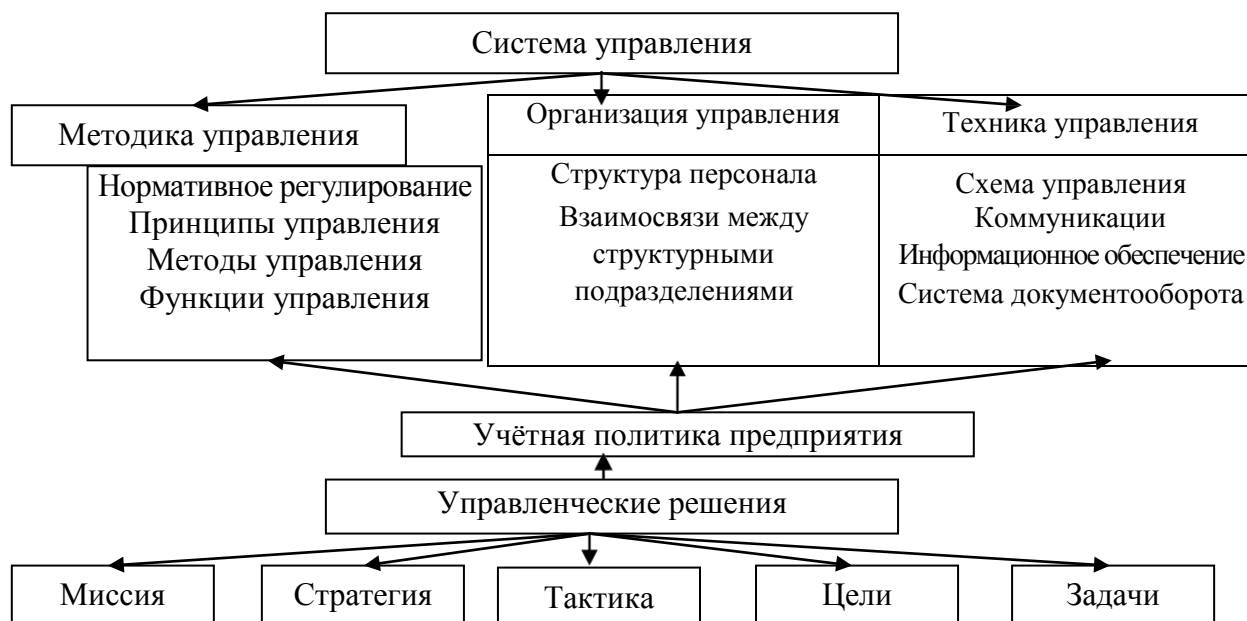 Система управления
Методика управления
Нормативное регулирование
Принципы управления
Методы управления
Функции управления
Организация управления
Структура персонала
Взаимосвязи между
структурными
подразделениями
Техника управления
Схема управления
Коммуникации
Информационное обеспечение
Система документооборота
Учётная политика предприятия
Управленческие решения
Миссия
Стратегия
Тактика
Цели
Задачи